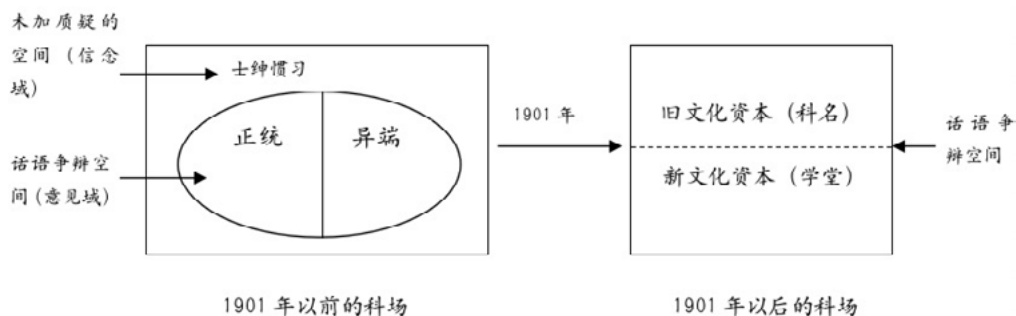 未加质疑的
空间（信念
域）
士绅惯习
正统
异端
话语争辩空
间（意见域）
1901 年
旧文化资本（科名）
新文化资本（学堂）
话语争
辩空间
1901 年以前的科场
1901 年以后的科场